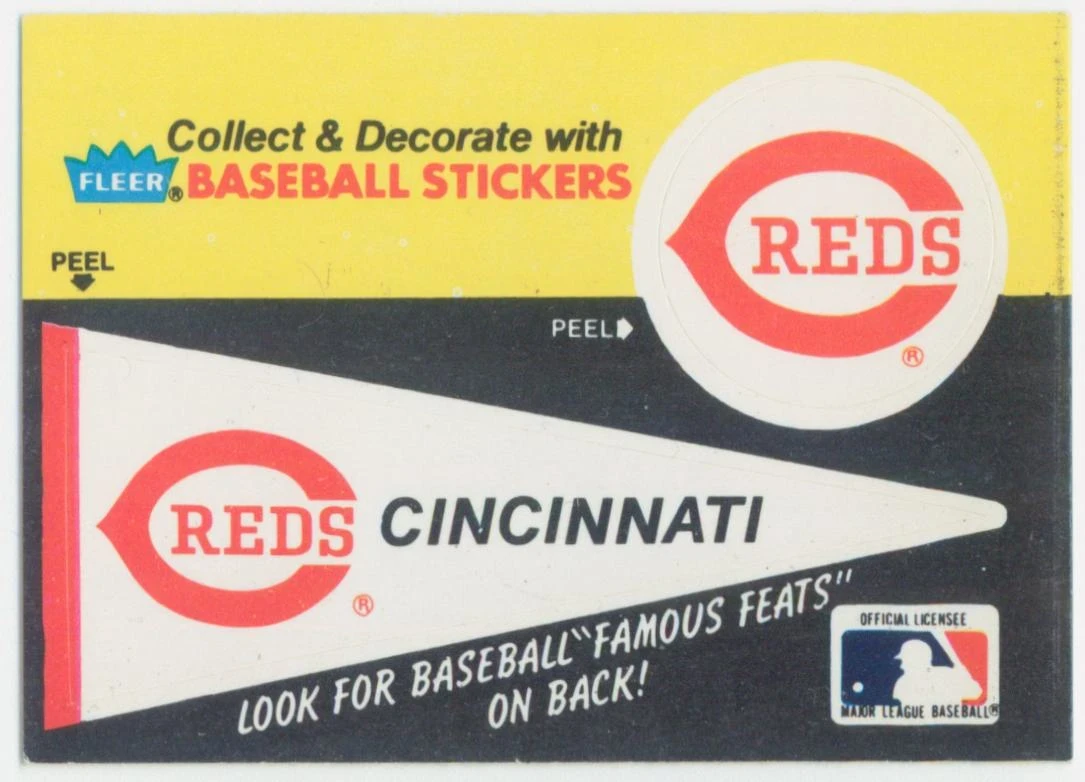 Collect & Decorate with
FLEER® BASEBALL STICKERS
PEEL
REDS
®
PEEL
REDS
®
CINCINNATI
LOOK FOR BASEBALL "FAMOUS FEATS"
ON BACK!
OFFICIAL LICENSEE
MAJOR LEAGUE BASEBALL®